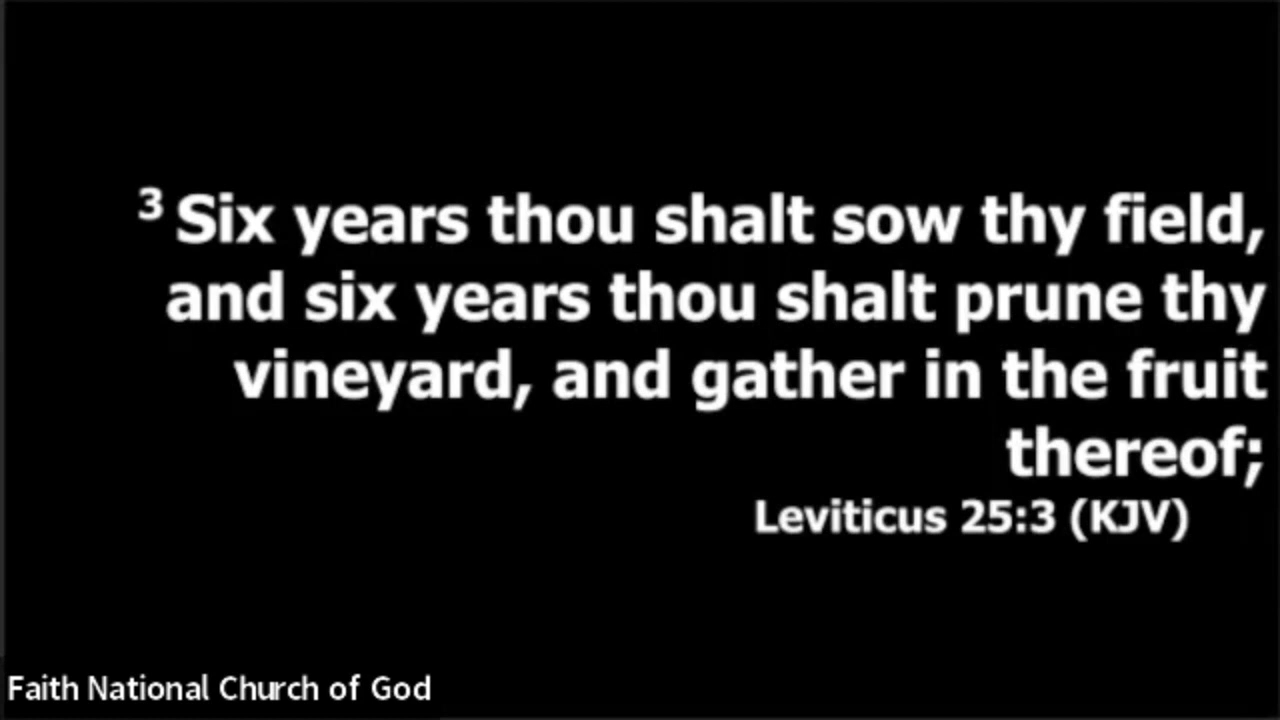 3 Six years thou shalt sow thy field,
and six years thou shalt prune thy
vineyard, and gather in the fruit
thereof;
Leviticus 25:3 (KJV)
Faith National Church of God